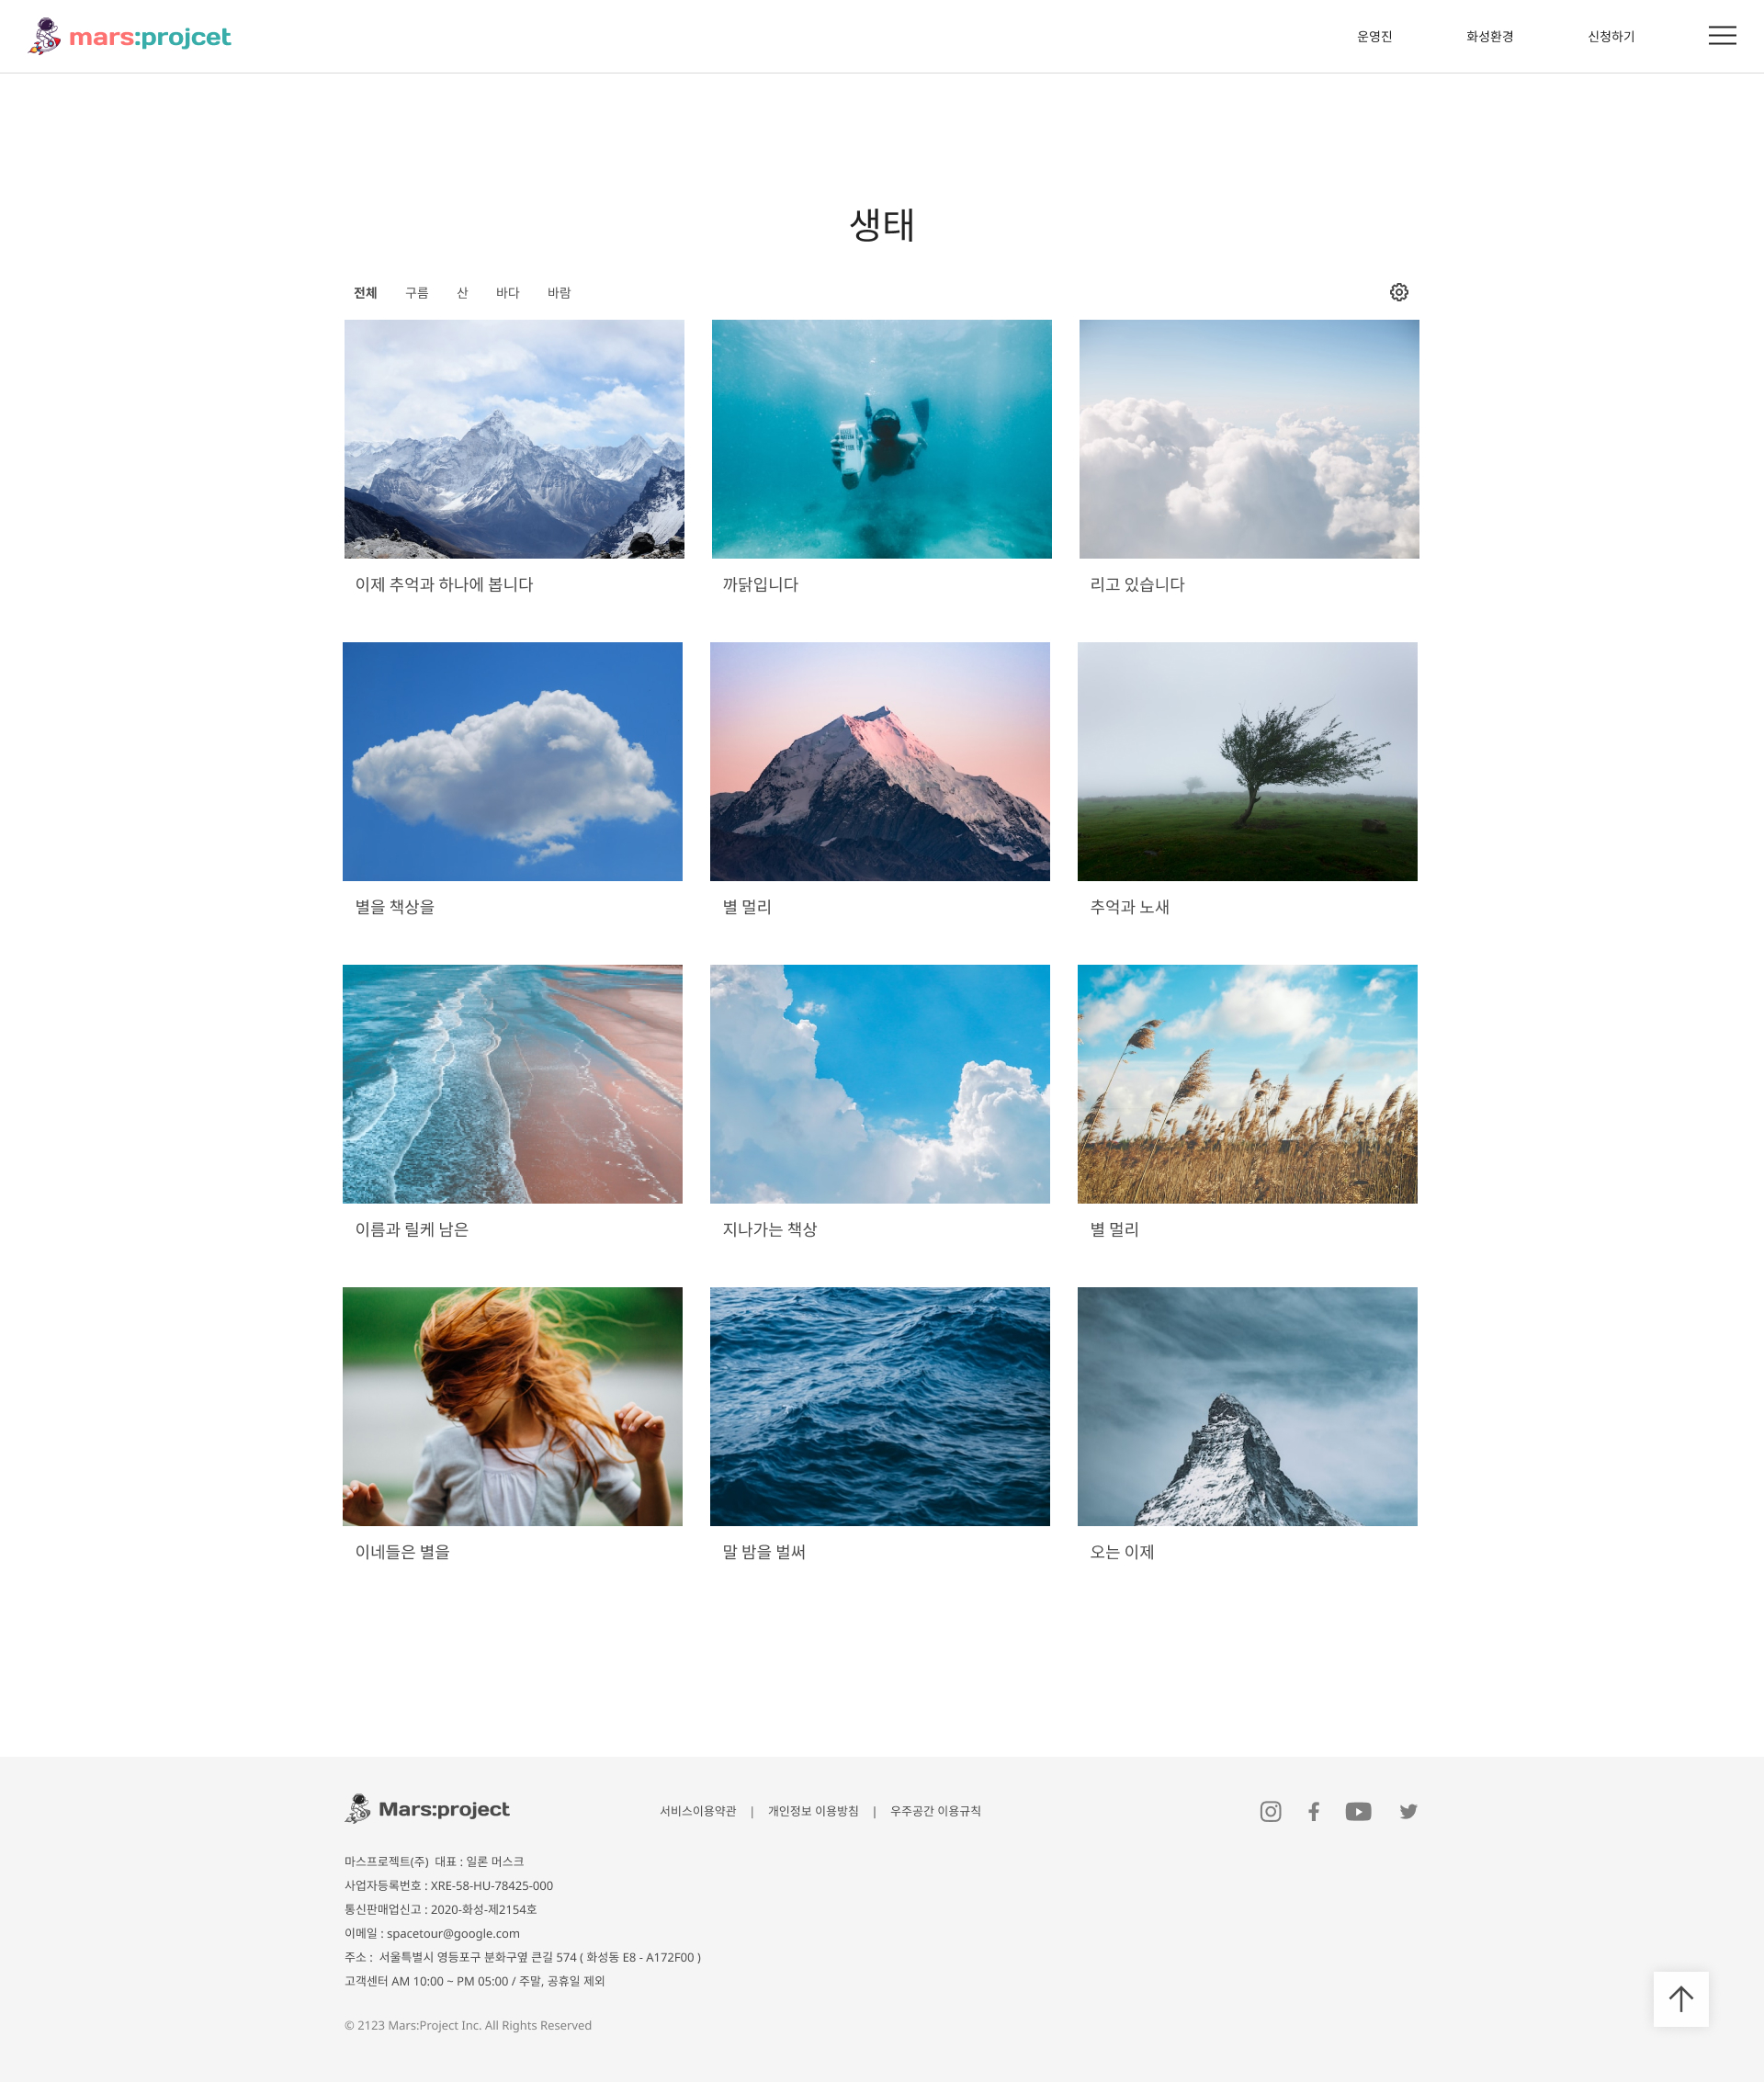 mars:projcet
운영진 화성환경 신청하기
생태
전체 구름 산 바다 바람
이제 추억과 하나에 봅니다 까닭입니다 리고 있습니다
별을 책상을 별 멀리 추억과 노새
이름과 릴케 남은 지나가는 책상 별 멀리
이네들은 별을 말 밤을 벌써 오는 이제
Mars:project 서비스이용약관 | 개인정보 이용방침 | 우주공간 이용규칙
마스프로젝트(주) 대표 : 일론 머스크
사업자등록번호 : XRE-58-HU-78425-000
통신판매업신고 : 2020-화성-제2154호
이메일 : spacetour@google.com
주소 : 서울특별시 영등포구 분화구옆 큰길 574 ( 화성동 E8 - A172F00 )
고객센터 AM 10:00 ~ PM 05:00 / 주말, 공휴일 제외
© 2123 Mars:Project Inc. All Rights Reserved